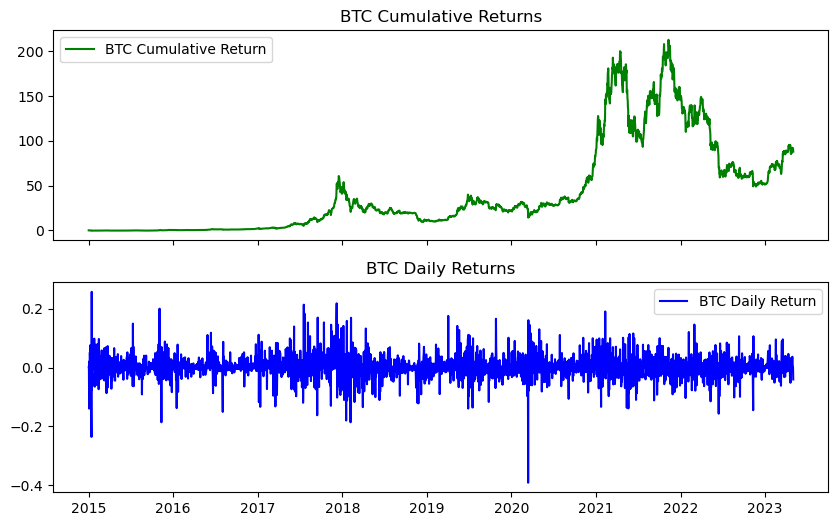 BTC Cumulative Returns
BTC Cumulative Return
200
150
100
50
0
BTC Daily Returns
BTC Daily Return
0.2
0.0
−0.2
−0.4
2015 2016 2017 2018 2019 2020 2021 2022 2023